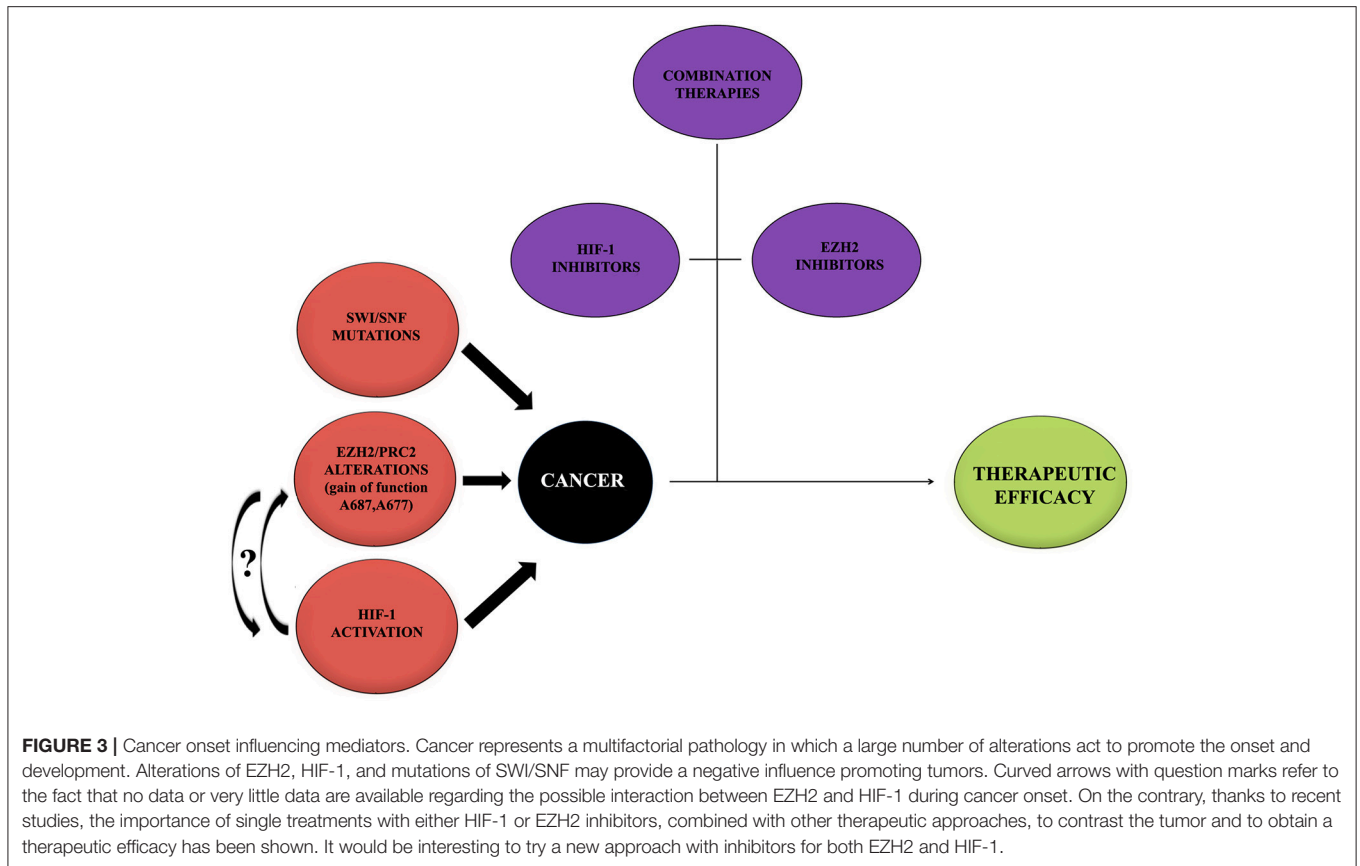 COMBINATION
THERAPIES
HIF-1
INHIBITORS
EZH2
INHIBITORS
SWI/SNF
MUTATIONS
EZH2/PRC2
ALTERATIONS
(gain of function
A687,A677)
CANCER
THERAPEUTIC
EFFICACY
?
HIF-1
ACTIVATION
FIGURE 3 | Cancer onset influencing mediators. Cancer represents a multifactorial pathology in which a large number of alterations act to promote the onset and
development. Alterations of EZH2, HIF-1, and mutations of SWI/SNF may provide a negative influence promoting tumors. Curved arrows with question marks refer to
the fact that no data or very little data are available regarding the possible interaction between EZH2 and HIF-1 during cancer onset. On the contrary, thanks to recent
studies, the importance of single treatments with either HIF-1 or EZH2 inhibitors, combined with other therapeutic approaches, to contrast the tumor and to obtain a
therapeutic efficacy has been shown. It would be interesting to try a new approach with inhibitors for both EZH2 and HIF-1.